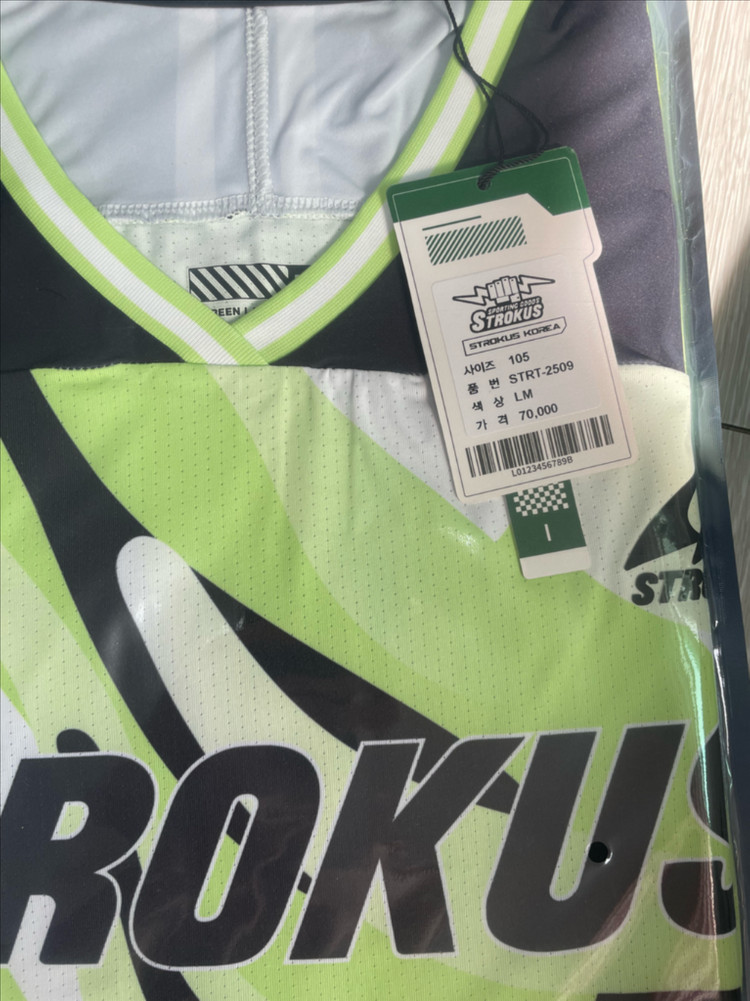 SPORTING GOODS
STROKUS
STROKUS KOREA
사이즈 105
품 번 STRT-2509
색 상 LM
가 격 70,000
L0123456789B
I
ROKUS